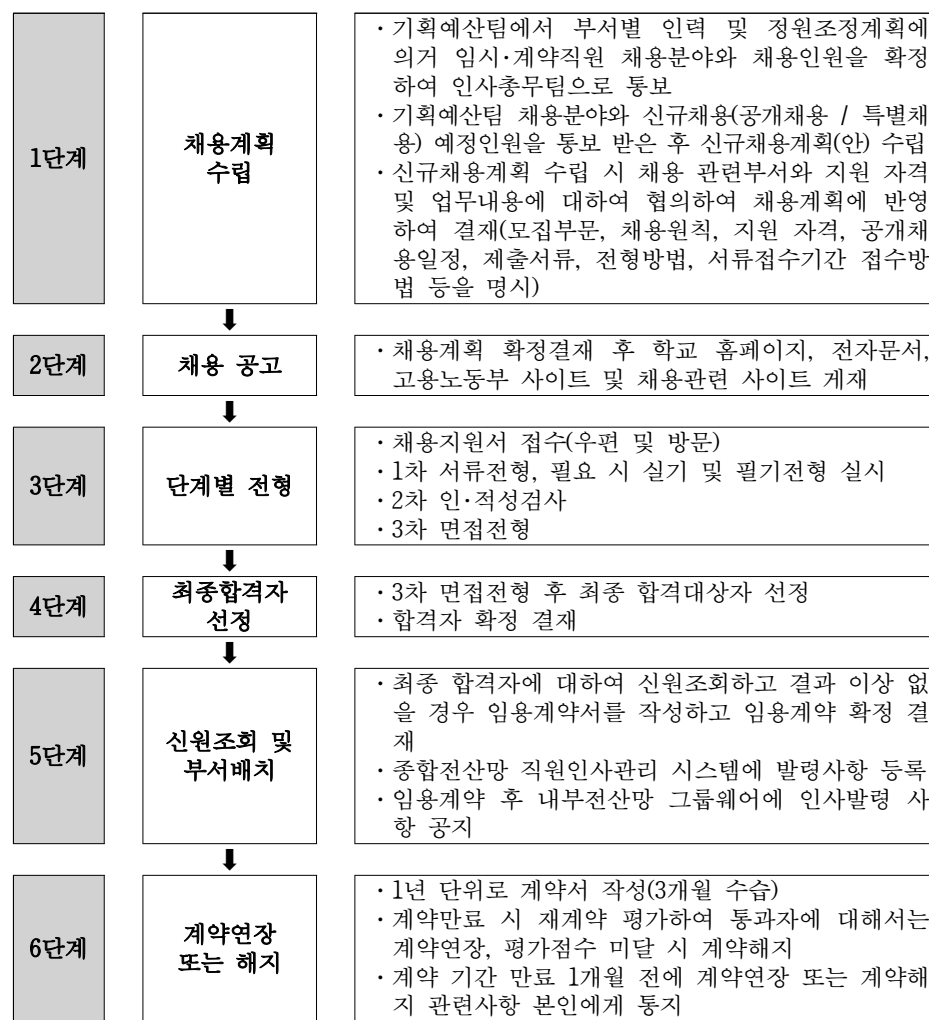 1단계
채용계획
수립
·기획예산팀에서 부서별 인력 및 정원조정계획에
의거 임시·계약직원 채용분야와 채용인원을 확정
하여 인사총무팀으로 통보
·기획예산팀 채용분야와 신규채용(공개채용 / 특별채
용) 예정인원을 통보 받은 후 신규채용계획(안) 수립
·신규채용계획 수립 시 채용 관련부서와 지원 자격
및 업무내용에 대하여 협의하여 채용계획에 반영
하여 결재(모집부문, 채용원칙, 지원 자격, 공개채
용일정, 제출서류, 전형방법, 서류접수기간 접수방
법 등을 명시)
⬇
2단계
채용 공고
·채용계획 확정결재 후 학교 홈페이지, 전자문서,
고용노동부 사이트 및 채용관련 사이트 게재
⬇
3단계
단계별 전형
·채용지원서 접수(우편 및 방문)
·1차 서류전형, 필요 시 실기 및 필기전형 실시
·2차 인·적성검사
·3차 면접전형
⬇
4단계
최종합격자
선정
·3차 면접전형 후 최종 합격대상자 선정
·합격자 확정 결재
⬇
5단계
신원조회 및
부서배치
·최종 합격자에 대하여 신원조회하고 결과 이상 없
을 경우 임용계약서를 작성하고 임용계약 확정 결
재
·종합전산망 직원인사관리 시스템에 발령사항 등록
·임용계약 후 내부전산망 그룹웨어에 인사발령 사
항 공지
⬇
6단계
계약연장
또는 해지
·1년 단위로 계약서 작성(3개월 수습)
·계약만료 시 재계약 평가하여 통과자에 대해서는
계약연장, 평가점수 미달 시 계약해지
·계약 기간 만료 1개월 전에 계약연장 또는 계약해
지 관련사항 본인에게 통지